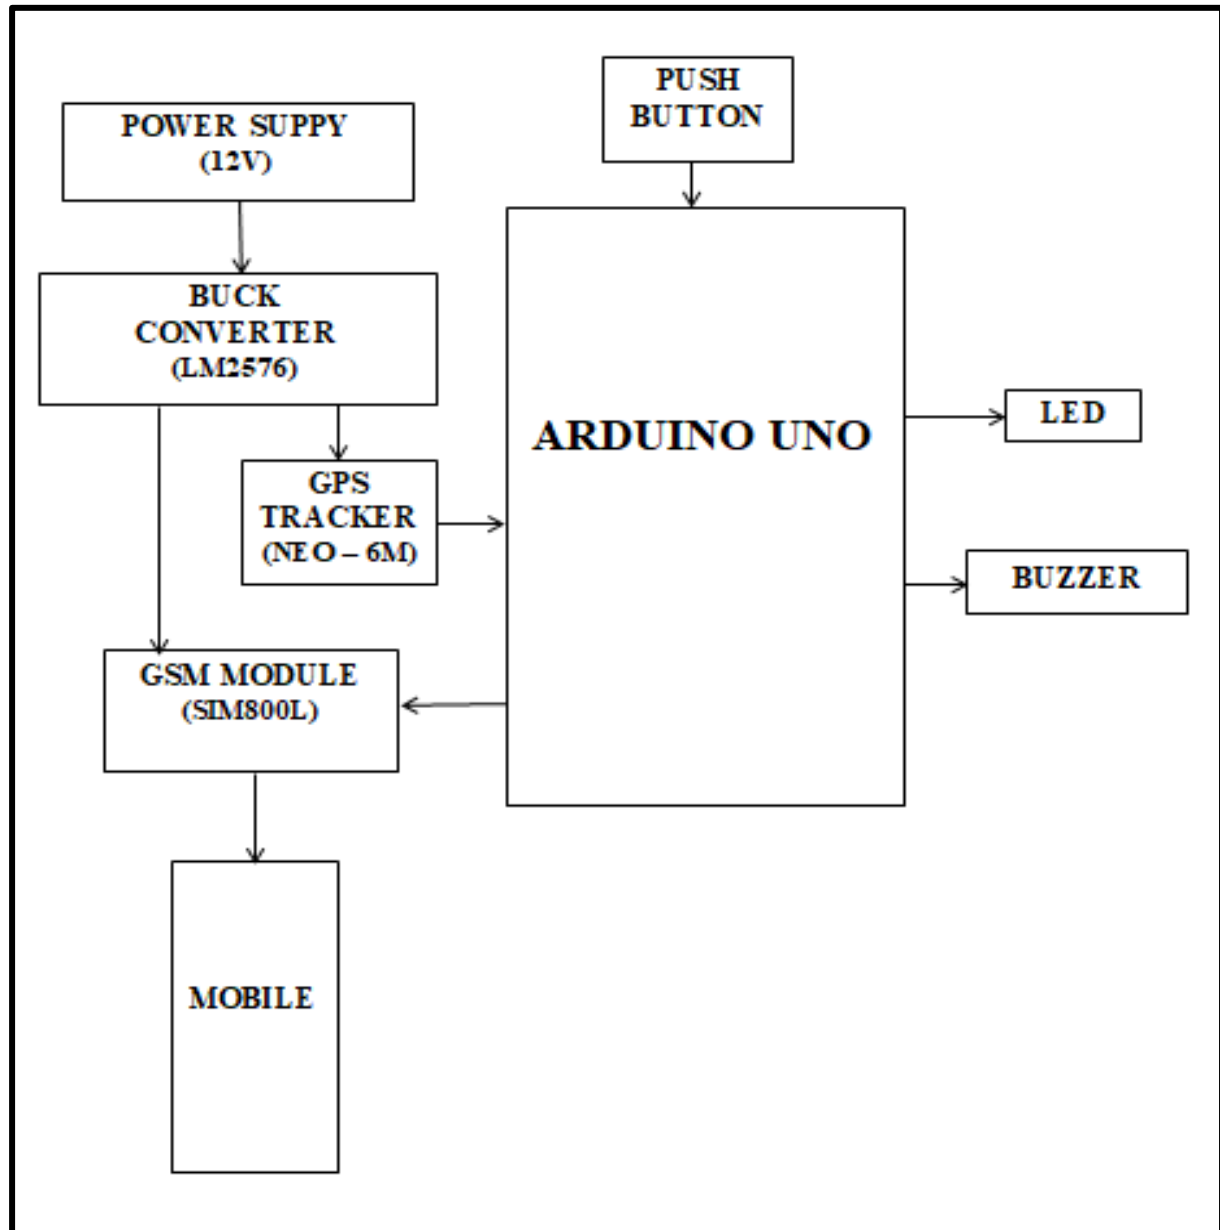 PUSH
BUTTON
POWER SUPPY
(12V)
BUCK
CONVERTER
(LM2576)
ARDUINO UNO
LED
GPS
TRACKER
(NEO – 6M)
BUZZER
GSM MODULE
(SIM800L)
MOBILE